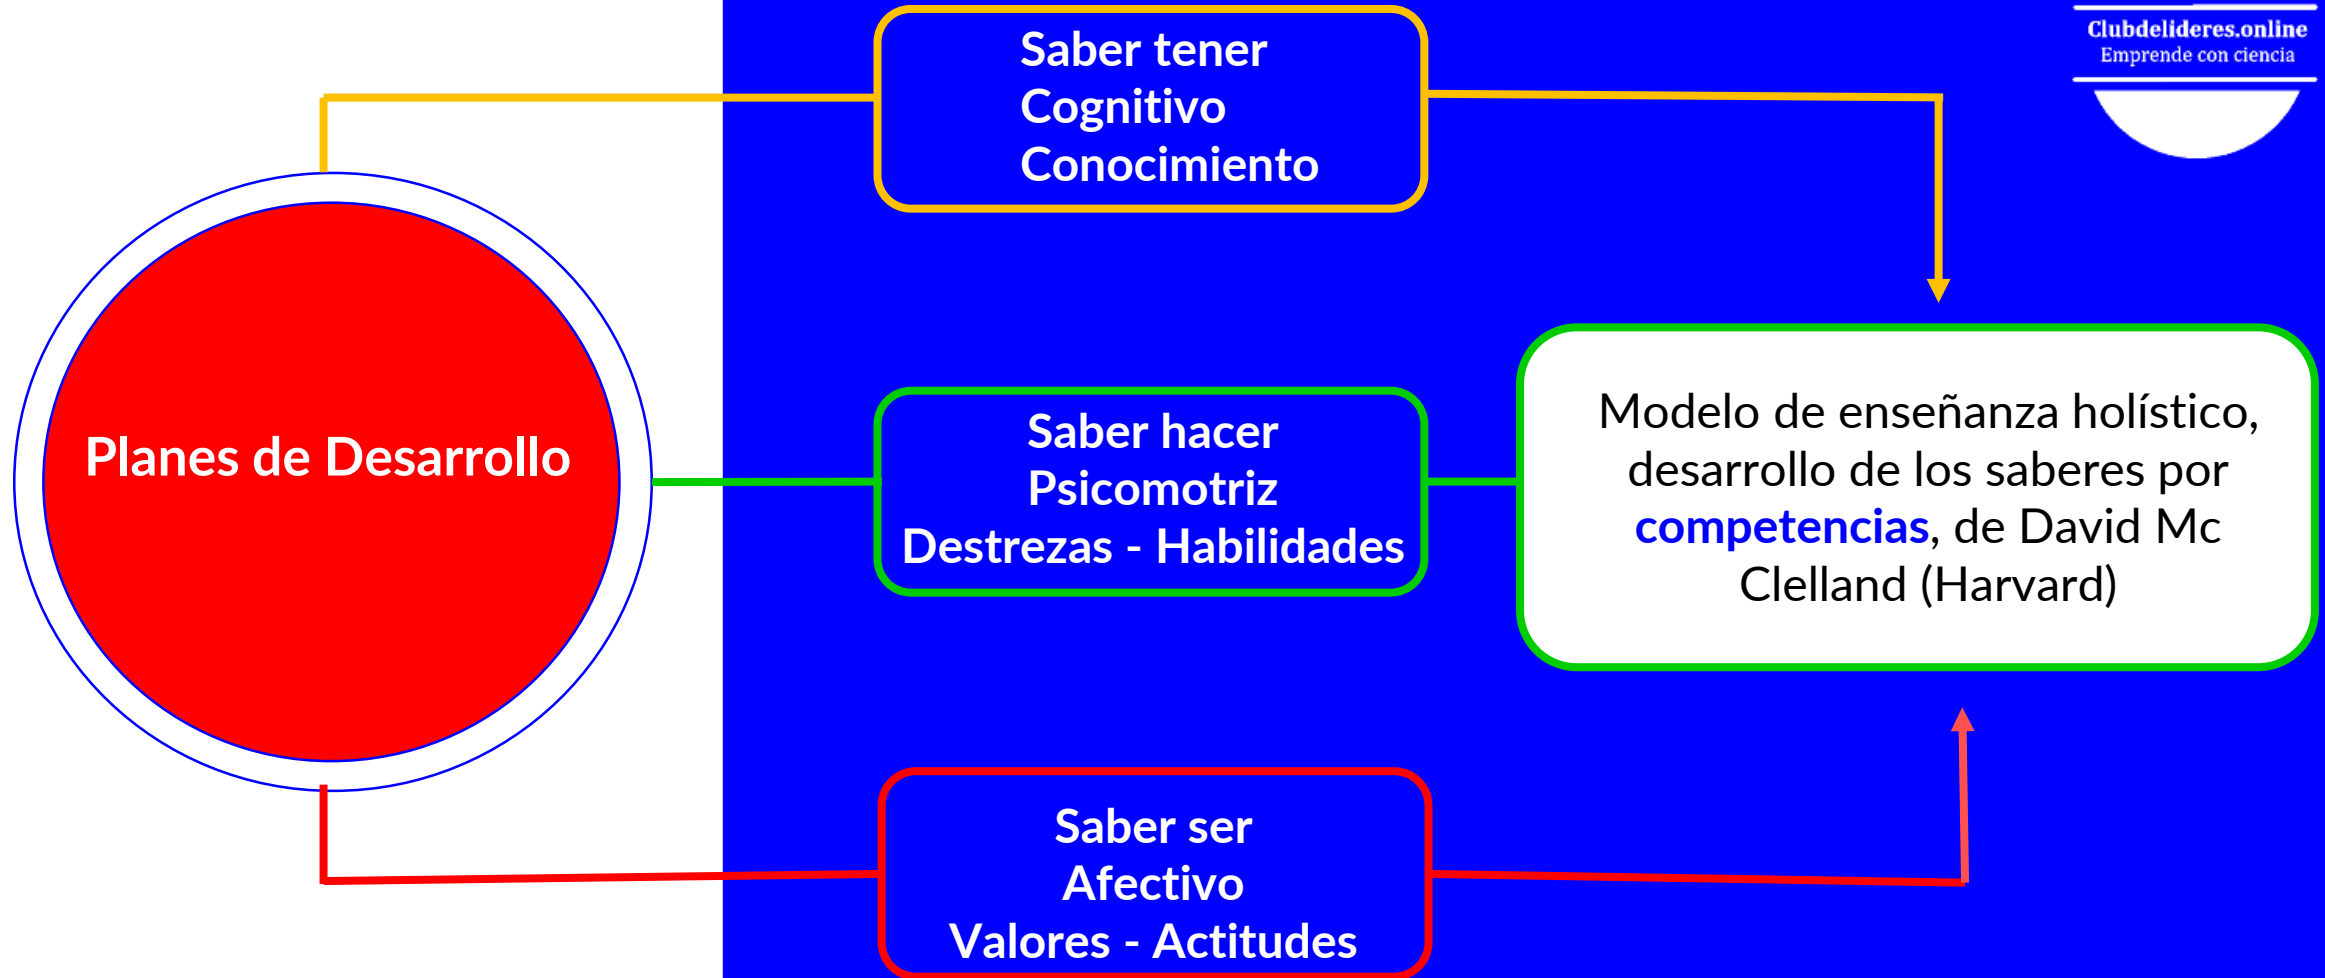 Clubdelideres.online
Emprende con ciencia
Saber tener
Cognitivo
Conocimiento
Planes de Desarrollo
Saber hacer
Psicomotriz
Destrezas - Habilidades
Modelo de enseñanza holístico,
desarrollo de los saberes por
competencias, de David Mc
Clelland (Harvard)
Saber ser
Afectivo
Valores - Actitudes